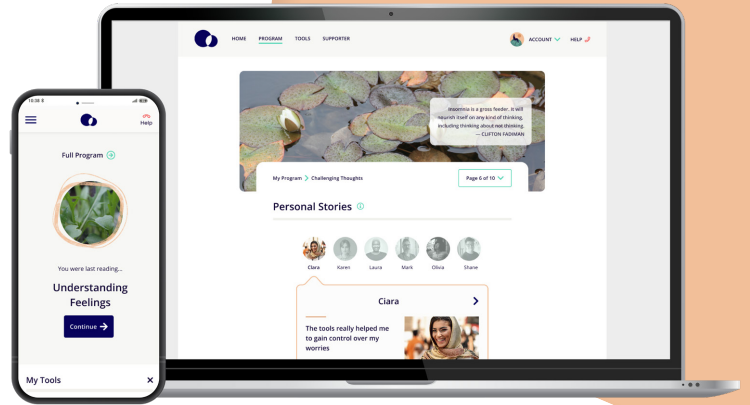 HOME PROGRAM TOOLS SUPPORTER ACCOUNT HELP
Insomnia is a gross feeder, it will
nourish itself on any kind of thinking,
including thinking about not thinking.
— CLIFTON FADIMAN
My Program Challenging Thoughts Page 6 of 10
Personal Stories
Ciara Karen Laura Mark Olivia Shane
Ciara
The tools really helped me
to gain control over my
worries
10:38
Help
Full Program
You were last reading...
Understanding
Feelings
Continue
My Tools